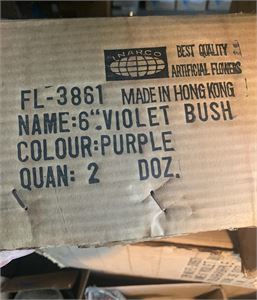 INARCO
BEST QUALITY
ARTIFICIAL FLOWERS
FL-3861 MADE IN HONG KONG
NAME:6" VIOLET BUSH
COLOUR:PURPLE
QUAN: 2 DOZ.